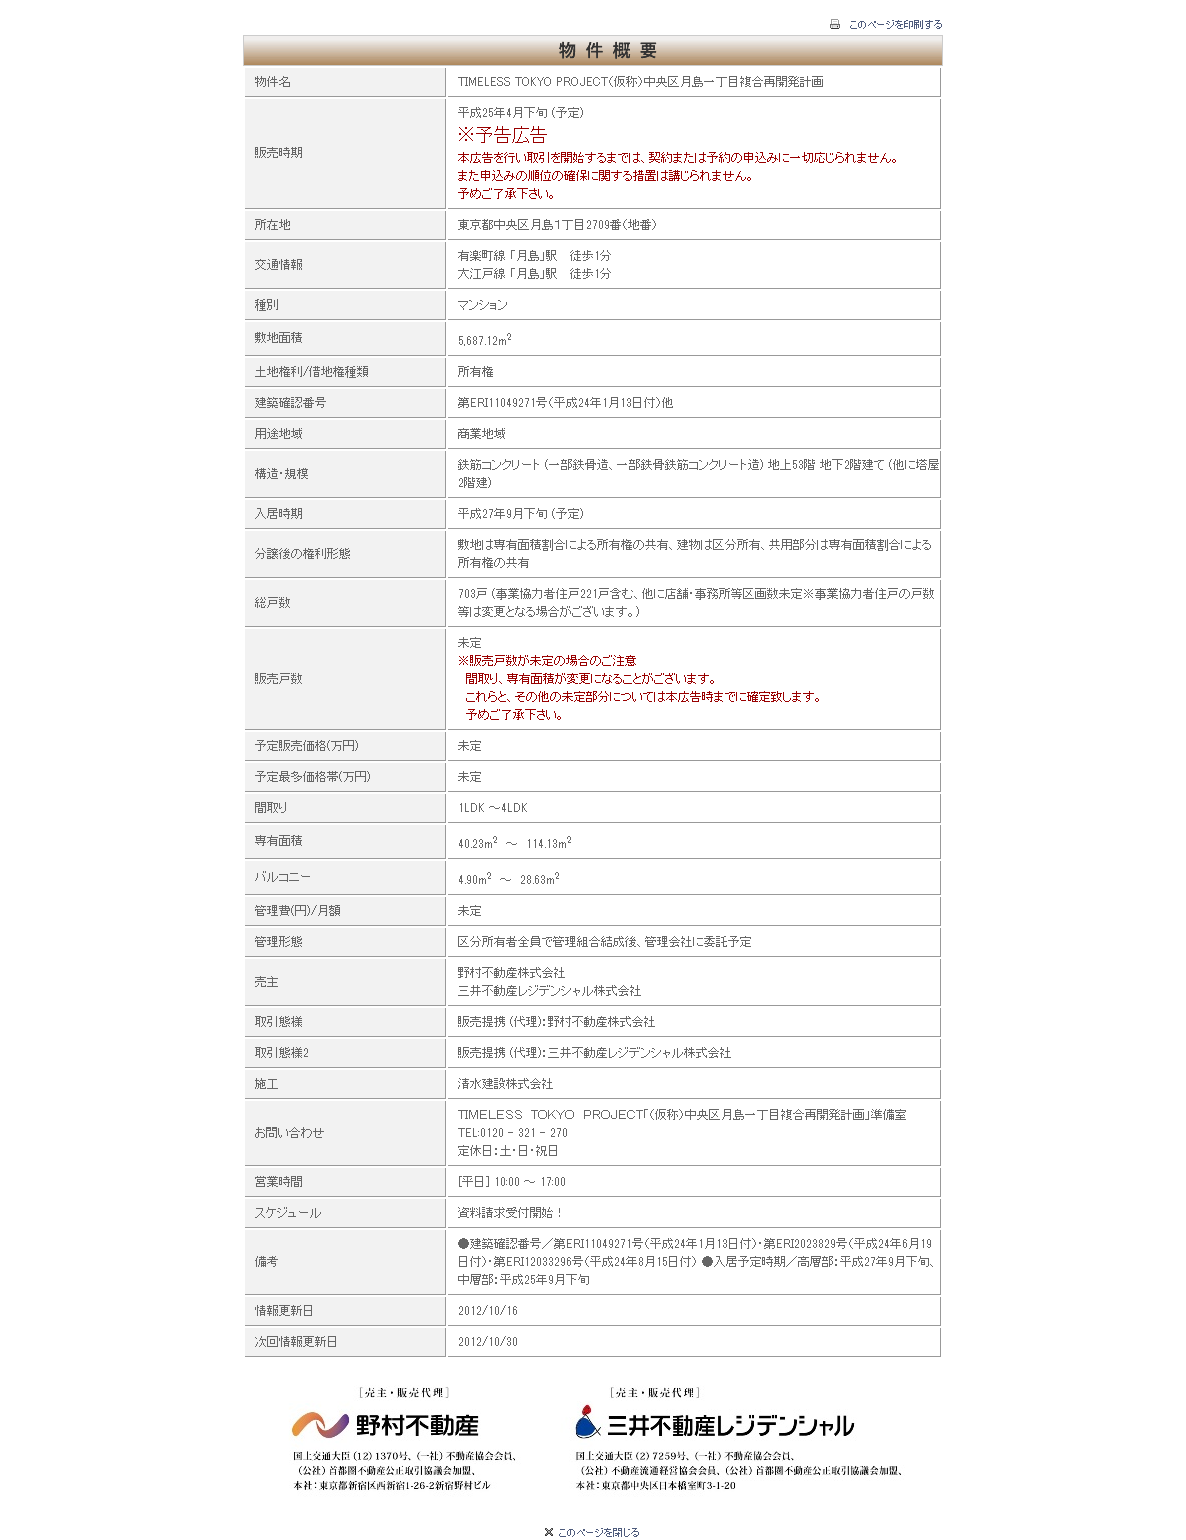 このページを印刷する
物件概要
物件名
TIMELESS TOKYO PROJECT(仮称)中央区月島一丁目複合再開発計画
販売時期
平成25年4月下旬 (予定)
※予告広告
本広告を行い取引を開始するまでは、契約または予約の申込みに一切応じられません。
また申込みの順位の確保に関する措置は講じられません。
予めご了承下さい。
所在地
東京都中央区月島1丁目2709番(地番)
交通情報
有楽町線 「月島」駅　徒歩1分
大江戸線 「月島」駅　徒歩1分
種別
マンション
敷地面積
5,687.12m²
土地権利/借地権種類
所有権
建築確認番号
第ERI11049271号(平成24年1月13日付)他
用途地域
商業地域
構造・規模
鉄筋コンクリート (一部鉄骨造、一部鉄骨鉄筋コンクリート造) 地上53階 地下2階建て (他に塔屋
2階建)
入居時期
平成27年9月下旬 (予定)
分譲後の権利形態
敷地は専有面積割合による所有権の共有、建物は区分所有、共用部分は専有面積割合による
所有権の共有
総戸数
703戸 (事業協力者住戸221戸含む、他に店舗・事務所等区画数未定※事業協力者住戸の戸数
等は変更となる場合がございます。)
販売戸数
未定
※販売戸数が未定の場合のご注意
間取り、専有面積が変更になることがございます。
これらと、その他の未定部分については本広告時までに確定致します。
予めご了承下さい。
予定販売価格(万円)
未定
予定最多価格帯(万円)
未定
間取り
1LDK ～4LDK
専有面積
40.23m² ～ 114.13m²
バルコニー
4.90m² ～ 28.63m²
管理費(円)/月額
未定
管理形態
区分所有者全員で管理組合結成後、管理会社に委託予定
売主
野村不動産株式会社
三井不動産レジデンシャル株式会社
取引態様
販売提携 (代理):野村不動産株式会社
取引態様2
販売提携 (代理):三井不動産レジデンシャル株式会社
施工
清水建設株式会社
お問い合わせ
TIMELESS　TOKYO　PROJECT「(仮称)中央区月島一丁目複合再開発計画」準備室
TEL:0120 - 321 - 270
定休日:土・日・祝日
営業時間
[平日] 10:00 ～ 17:00
スケジュール
資料請求受付開始!
備考
●建築確認番号／第ERI11049271号(平成24年1月13日付)・第ERI2023829号(平成24年6月19
日付)・第ERI12033296号(平成24年8月15日付) ●入居予定時期／高層部:平成27年9月下旬、
中層部:平成25年9月下旬
情報更新日
2012/10/16
次回情報更新日
2012/10/30
［売主・販売代理］
野村不動産
国土交通大臣(12)1370号、(一社)不動産協会会員、
(公社)首都圏不動産公正取引協議会加盟、
本社:東京都新宿区西新宿1-26-2新宿野村ビル
［売主・販売代理］
三井不動産レジデンシャル
国土交通大臣(2)7259号、(一社)不動産協会会員、
(公社)不動産流通経営協会会員、(公社)首都圏不動産公正取引協議会加盟、
本社:東京都中央区日本橋室町3-1-20
このページを閉じる